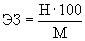 ЭЗ = Н · 100
М